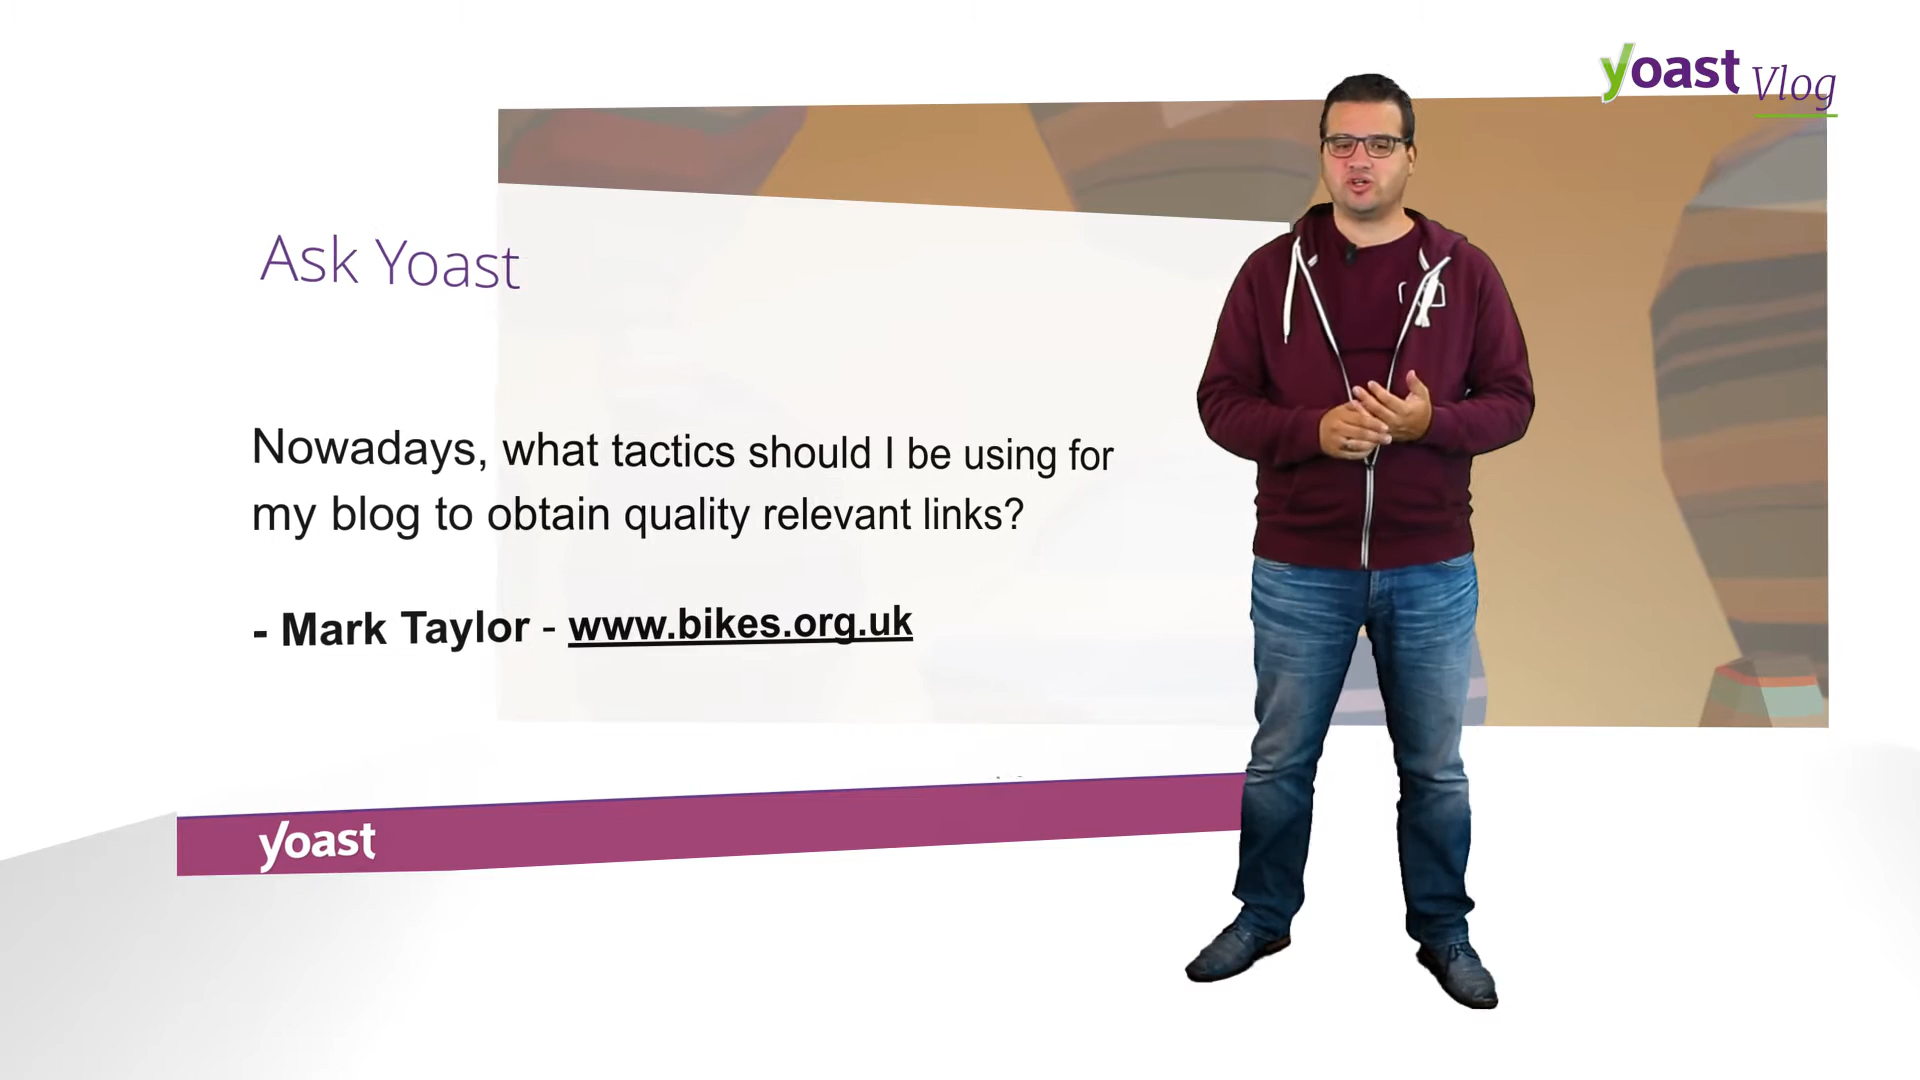 yoast Vlog
Ask Yoast
Nowadays, what tactics should I be using for
my blog to obtain quality relevant links?
- Mark Taylor - www.bikes.org.uk
yoast